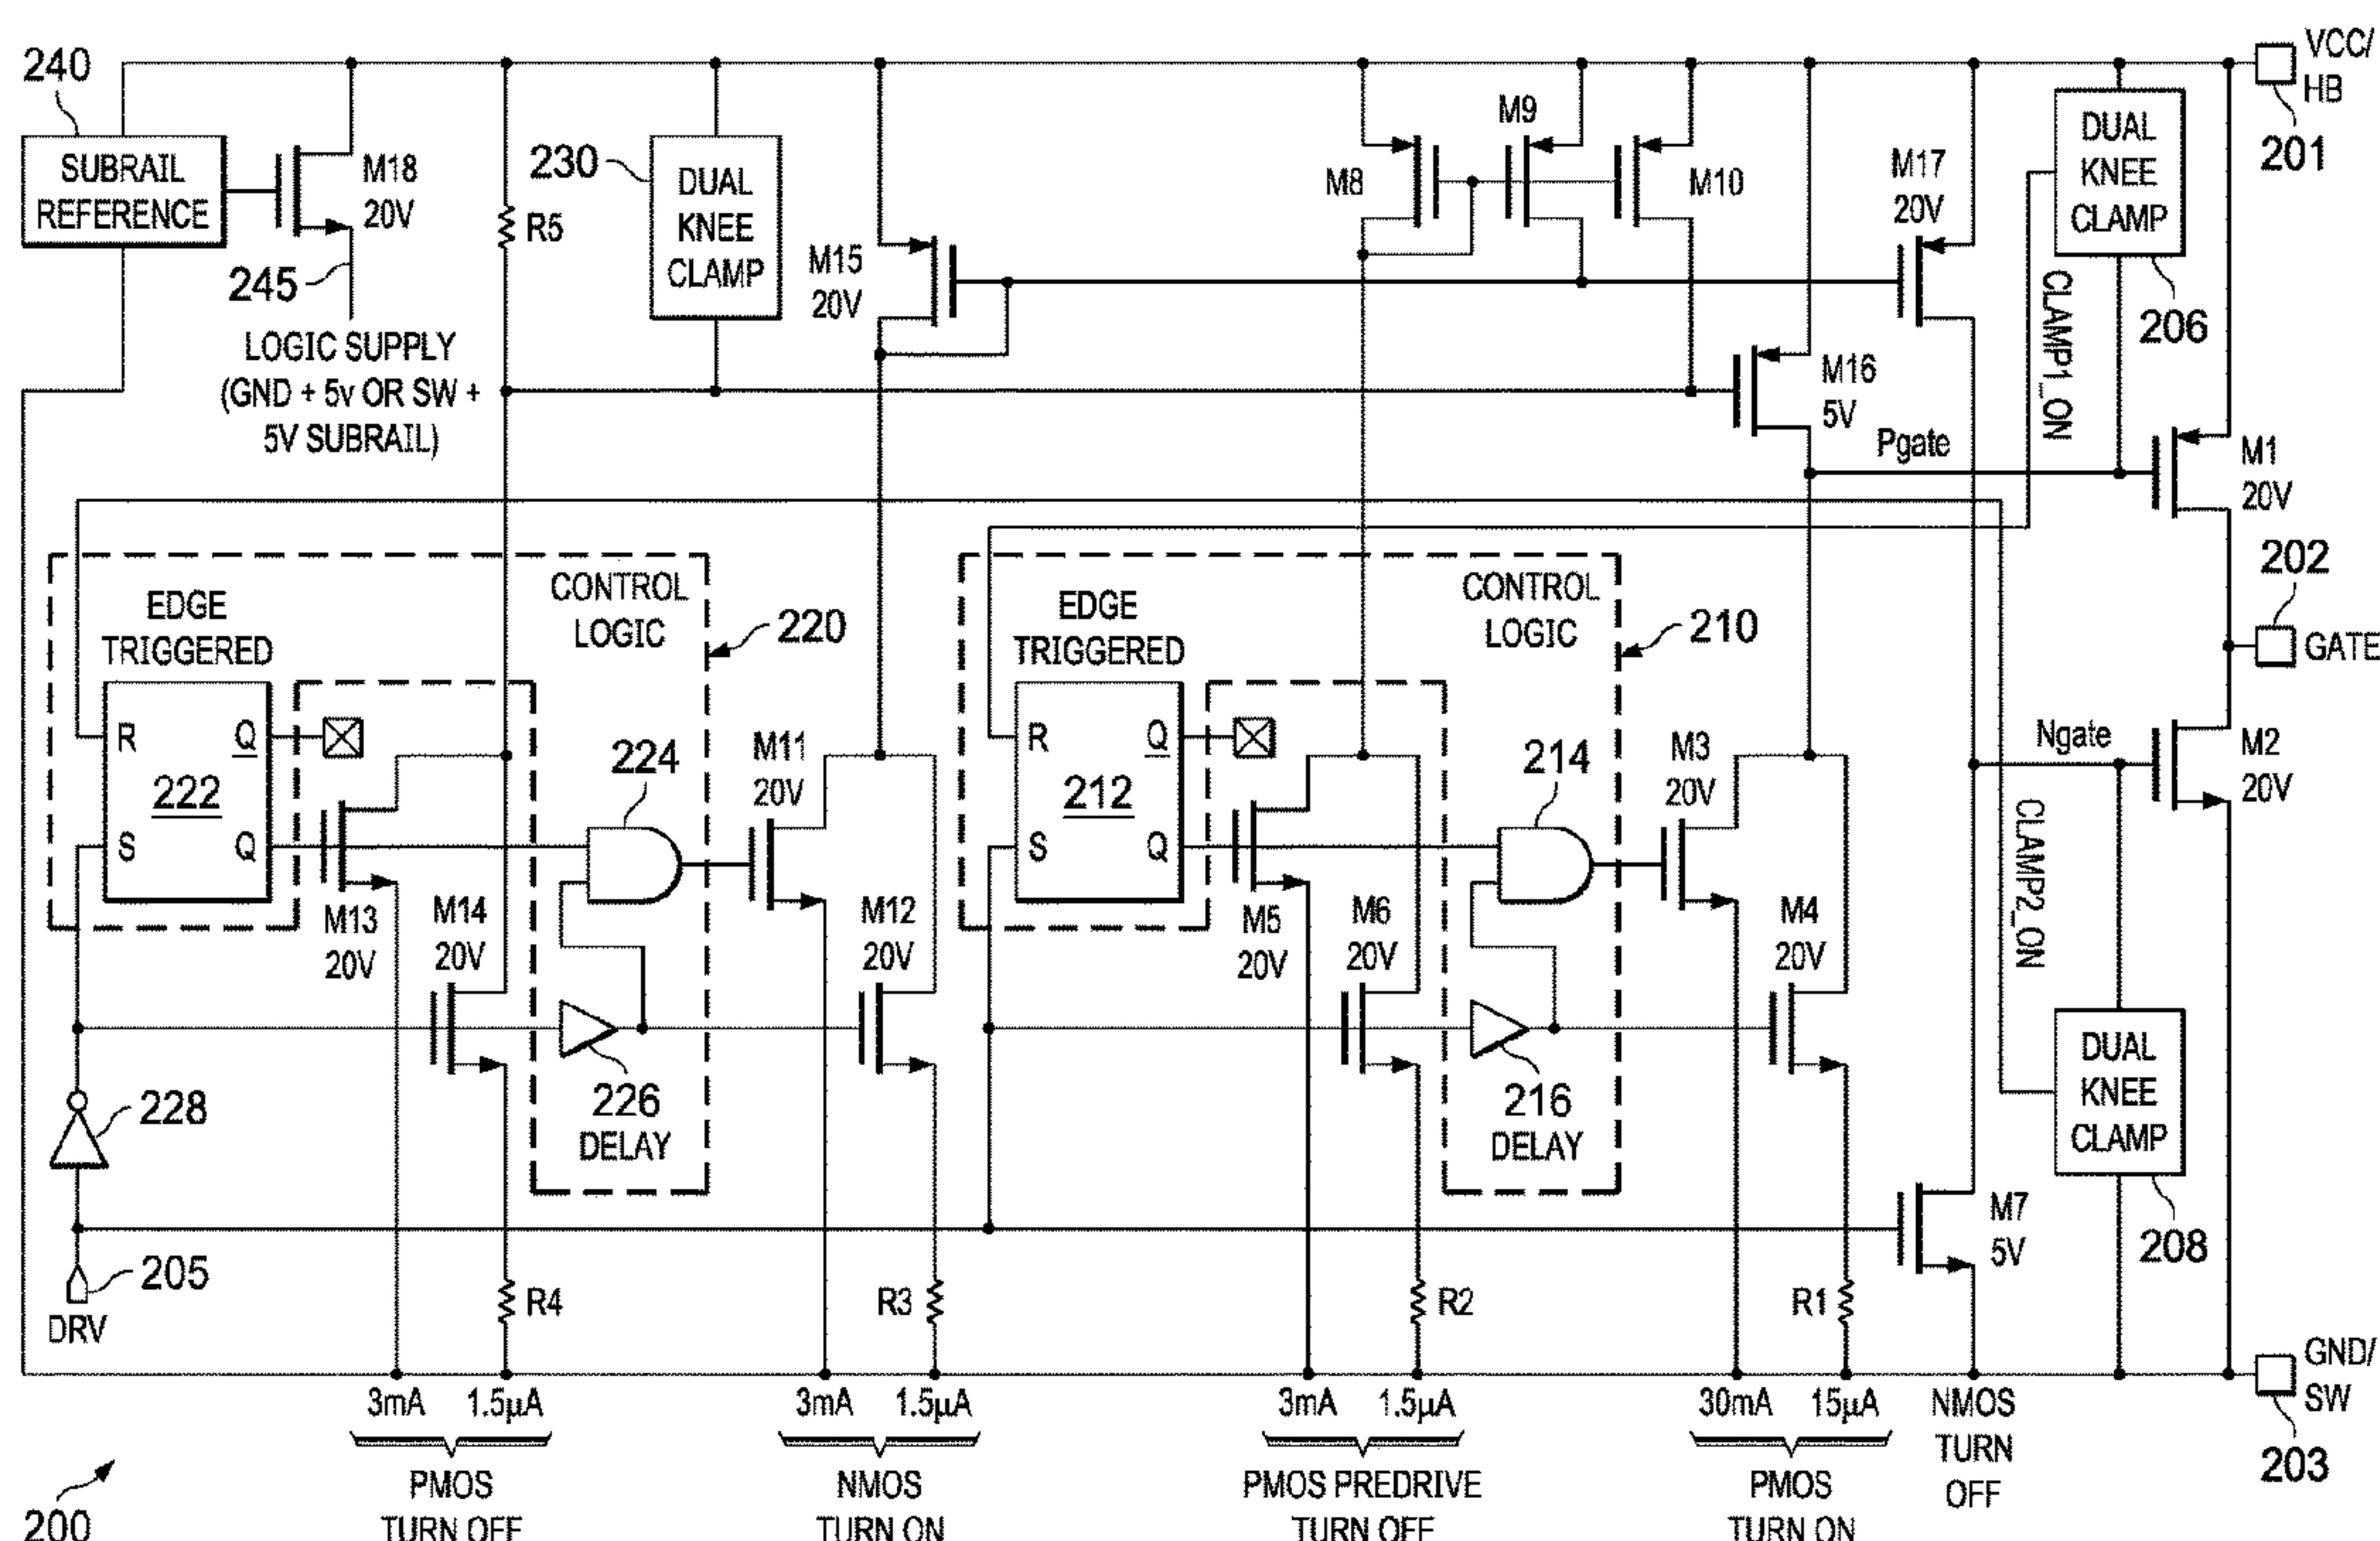 240
SUBRAIL
REFERENCE
M18
20V
245
LOGIC SUPPLY
(GND + 5v OR SW +
5V SUBRAIL)
R5
230
DUAL
KNEE
CLAMP
M15
20V
M8
M9
M10
M17
20V
M16
5V
DUAL
KNEE
CLAMP
206
CLAMP1_ON
VCC/
HB
201
Pgate
M1
20V
202
GATE
EDGE
TRIGGERED
R
Q
222
S
Q
CONTROL
LOGIC
220
224
M11
20V
M13
20V
M14
20V
M12
20V
226
DELAY
228
205
DRV
R4
R3
EDGE
TRIGGERED
R
Q
212
S
Q
CONTROL
LOGIC
210
214
M3
20V
M5
20V
M6
20V
M4
20V
216
DELAY
R2
R1
Ngate
M2
20V
CLAMP2_ON
DUAL
KNEE
CLAMP
208
M7
5V
GND/
SW
203
3mA
1.5μA
3mA
1.5μA
3mA
1.5μA
30mA
15μA
NMOS
TURN
OFF
PMOS
TURN OFF
NMOS
TURN ON
PMOS PREDRIVE
TURN OFF
PMOS
TURN ON
200